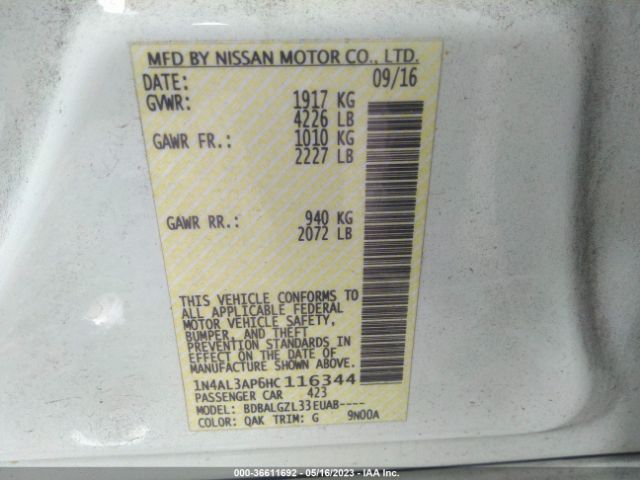 MFD BY NISSAN MOTOR CO., LTD.
DATE: 09/16
GVWR: 1917 KG
4226 LB
GAWR FR.: 1010 KG
2227 LB
GAWR RR.: 940 KG
2072 LB
THIS VEHICLE CONFORMS TO
ALL APPLICABLE FEDERAL
MOTOR VEHICLE SAFETY,
BUMPER, AND THEFT
PREVENTION STANDARDS IN
EFFECT ON THE DATE OF
MANUFACTURE SHOWN ABOVE.
1N4AL3AP6HC116344
PASSENGER CAR 423
MODEL: BDBALGZL33EUAB----
COLOR: QAK TRIM: G 9N00A
000-36611692 - 05/16/2023 - IAA Inc.